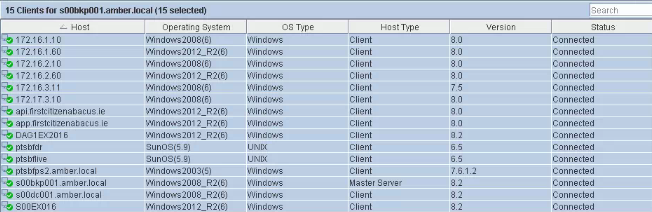 15 Clients for s00bkp001.amber.local (15 selected)
Search
Host Operating System OS Type Host Type Version Status
172.16.1.10 Windows2008(6) Windows Client 8.0 Connected
172.16.1.60 Windows2012_R2(6) Windows Client 8.0 Connected
172.16.2.10 Windows2008(6) Windows Client 8.0 Connected
172.16.2.60 Windows2012_R2(6) Windows Client 8.0 Connected
172.16.3.11 Windows2008(6) Windows Client 7.5 Connected
172.17.3.10 Windows2008(6) Windows Client 8.0 Connected
api.firstcitizenabacus.ie Windows2012_R2(6) Windows Client 8.0 Connected
app.firstcitizenabacus.ie Windows2012_R2(6) Windows Client 8.0 Connected
DAG1EX2016 Windows2012_R2(6) Windows Client 8.2 Connected
ptsbfdr SunOS(5.9) UNIX Client 6.5 Connected
ptsbflive SunOS(5.9) UNIX Client 6.5 Connected
ptsbfps2.amber.local Windows2003(5) Windows Client 7.6.1.2 Connected
s00bkp001.amber.local Windows2008_R2(6) Windows Master Server 8.2 Connected
s00dc001.amber.local Windows2008_R2(6) Windows Client 8.2 Connected
S00EX016 Windows2012_R2(6) Windows Client 8.2 Connected